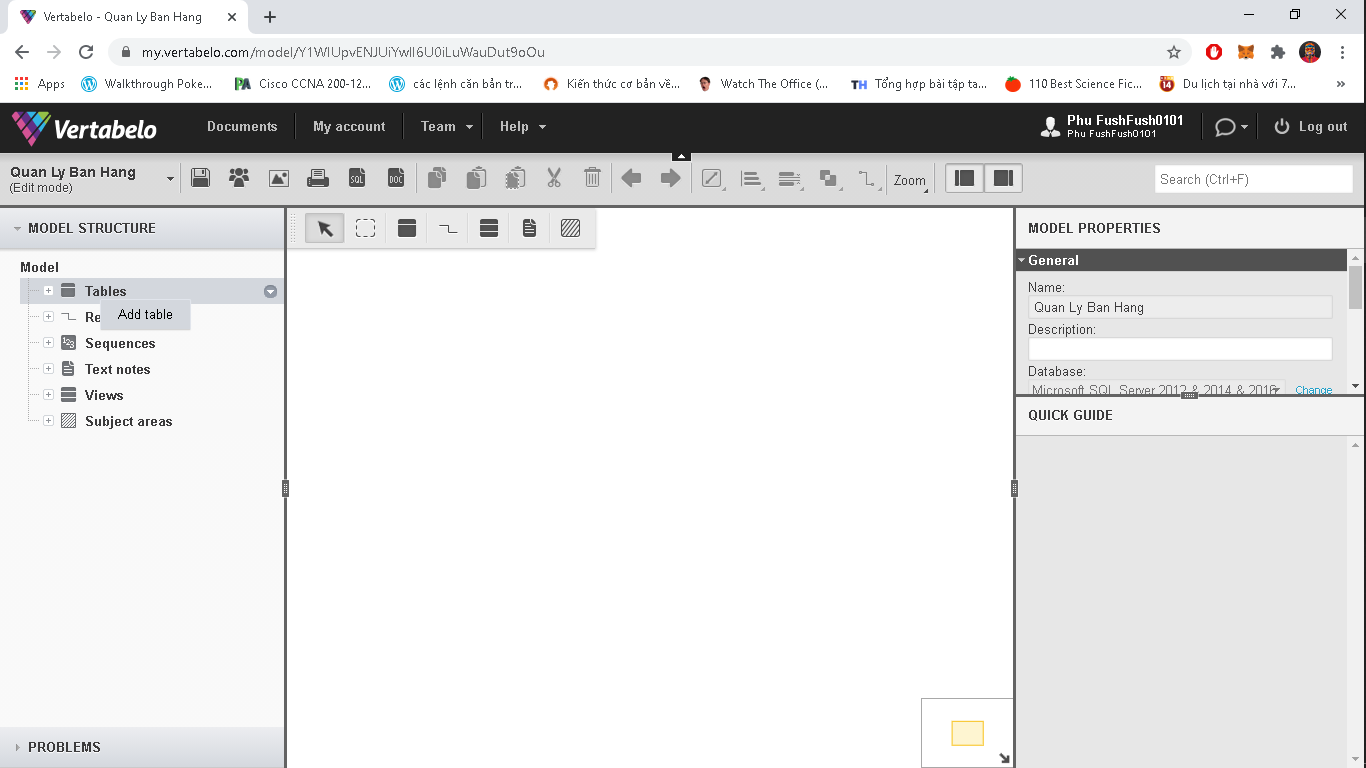 Vertabelo - Quan Ly Ban Hang
my.vertabelo.com/model/Y1WlUpvENJUiYwIl6U0iLuWauDut9oOu
Apps Walkthrough Poke... Cisco CCNA 200-12... các lệnh căn bản tr... Kiến thức cơ bản về... Watch The Office (... Tổng hợp bài tập ta... 110 Best Science Fic... Du lịch tại nhà với 7... »
Vertabelo Documents My account Team Help Phu FushFush0101 Log out
Phu FushFush0101
Quan Ly Ban Hang
(Edit mode)
SQL DOC Zoom Search (Ctrl+F)
MODEL STRUCTURE
Model
Tables
Add table
Re
Sequences
Text notes
Views
Subject areas
PROBLEMS
MODEL PROPERTIES
General
Name:
Quan Ly Ban Hang
Description:
Database:
Microsoft SQL Server 2012 & 2014 & 2016 Change
QUICK GUIDE